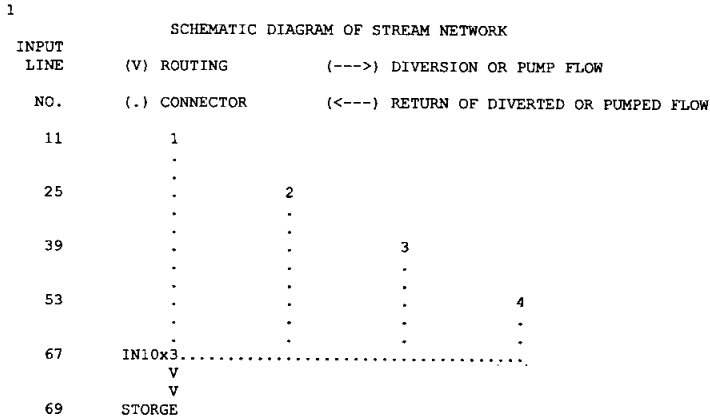 1
SCHEMATIC DIAGRAM OF STREAM NETWORK
INPUT
LINE (V) ROUTING (--->) DIVERSION OR PUMP FLOW
NO. (.) CONNECTOR (<---) RETURN OF DIVERTED OR PUMPED FLOW
11 1
.
.
25 . 2
. .
. .
39 . . 3
. . .
. . .
53 . . . 4
. . . .
. . . .
67 IN10x3....................................
V
V
69 STORGE